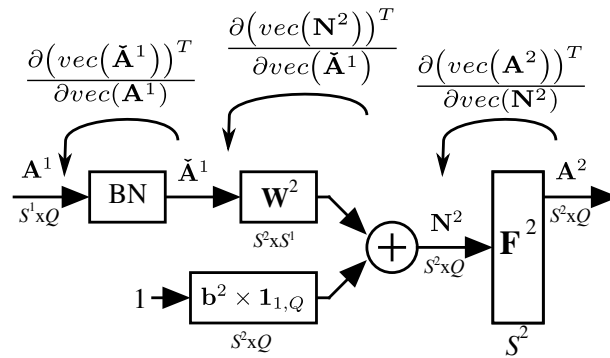 ∂(vec(Ǎ¹))ᵀ / ∂vec(A¹)
∂(vec(N²))ᵀ / ∂vec(Ǎ¹)
∂(vec(A²))ᵀ / ∂vec(N²)
A¹
S¹xQ
BN
Ǎ¹
W²
S²xS¹
1
b² × 1₁,Q
S²xQ
+
N²
S²xQ
F²
S²
A²
S²xQ